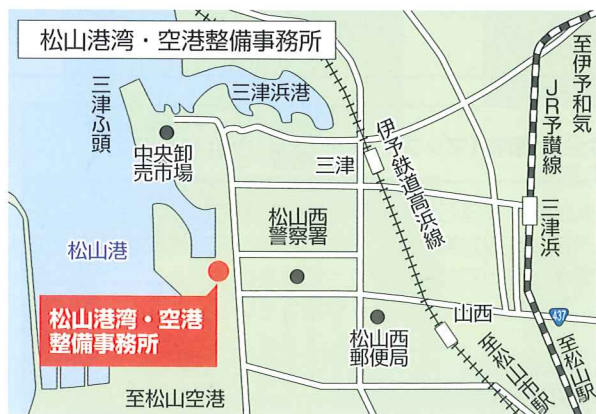 松山港湾・空港整備事務所
至伊予和気
JR予讃線
三津浜港
三津ふ頭
中央卸
売市場
三津
伊予鉄道高浜線
三津浜
松山西
警察署
松山港
松山港湾・空港
整備事務所
山西
437
松山西
郵便局
至松山市駅
至松山駅
至松山空港